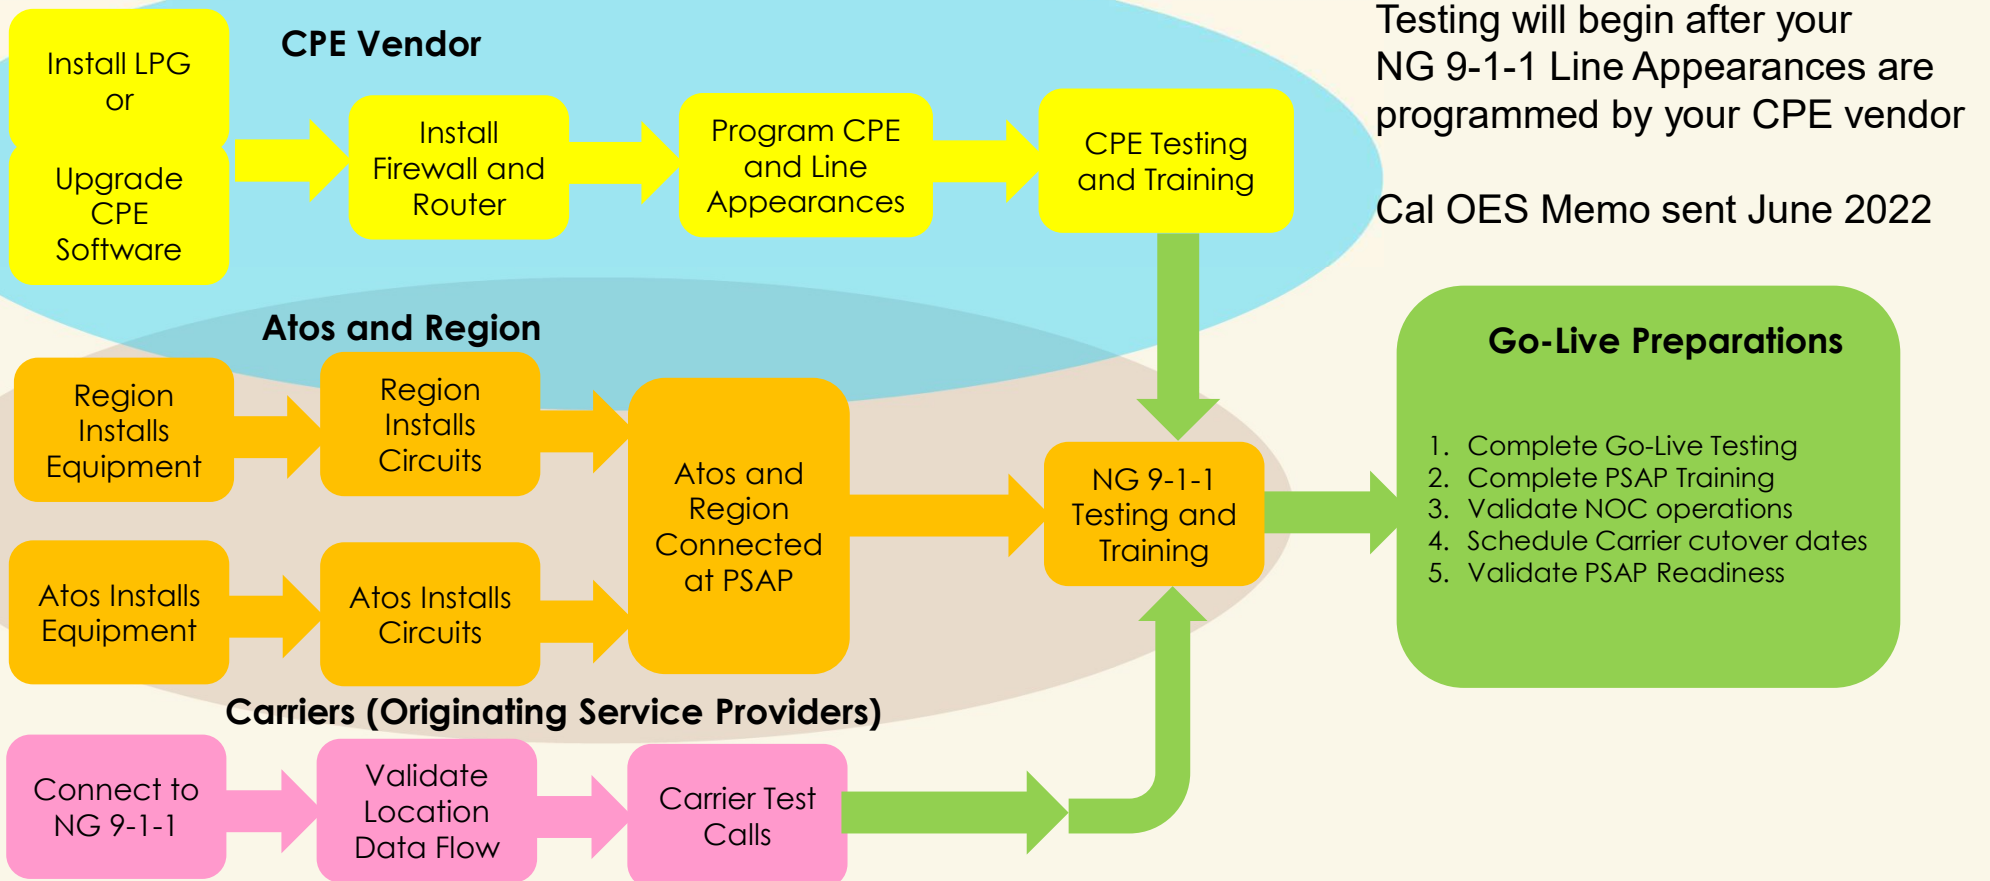 CPE Vendor
Install LPG
or
Upgrade
CPE
Software
Install
Firewall and
Router
Program CPE
and Line
Appearances
CPE Testing
and Training
Testing will begin after your
NG 9-1-1 Line Appearances are
programmed by your CPE vendor
Cal OES Memo sent June 2022
Atos and Region
Region
Installs
Equipment
Region
Installs
Circuits
Atos Installs
Equipment
Atos Installs
Circuits
Atos and
Region
Connected
at PSAP
NG 9-1-1
Testing and
Training
Go-Live Preparations
1. Complete Go-Live Testing
2. Complete PSAP Training
3. Validate NOC operations
4. Schedule Carrier cutover dates
5. Validate PSAP Readiness
Carriers (Originating Service Providers)
Connect to
NG 9-1-1
Validate
Location
Data Flow
Carrier Test
Calls